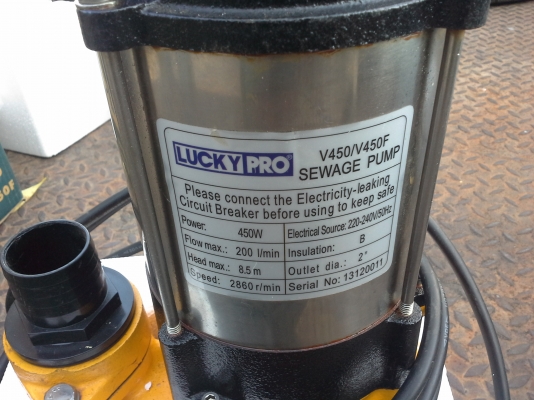 LUCKY PRO®
V450/V450F
SEWAGE PUMP
Please connect the Electricity-leaking
Circuit Breaker before using to keep safe
Power: 450W Electrical Source: 220-240V/50Hz
Flow max.: 200 l/min Insulation: B
Head max.: 8.5 m Outlet dia.: 2"
Speed: 2860 r/min Serial No: 13120011